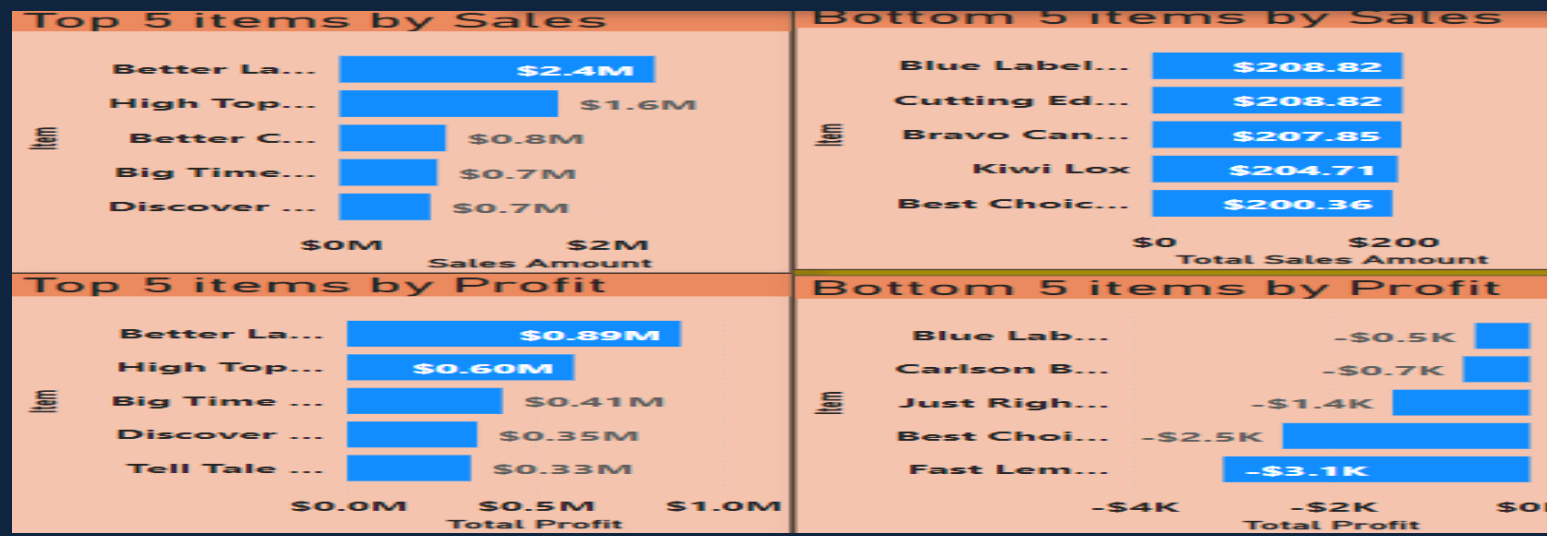 Top 5 items by Sales
Item
Better La... $2.4M
High Top... $1.6M
Better C... $0.8M
Big Time... $0.7M
Discover ... $0.7M
$0M $2M
Sales Amount
Bottom 5 items by Sales
Item
Blue Label... $208.82
Cutting Ed... $208.82
Bravo Can... $207.85
Kiwi Lox $204.71
Best Choic... $200.36
$0 $200
Total Sales Amount
Top 5 items by Profit
Item
Better La... $0.89M
High Top... $0.60M
Big Time ... $0.41M
Discover ... $0.35M
Tell Tale ... $0.33M
$0.0M $0.5M $1.0M
Total Profit
Bottom 5 items by Profit
Item
Blue Lab... -$0.5K
Carlson B... -$0.7K
Just Righ... -$1.4K
Best Choi... -$2.5K
Fast Lem... -$3.1K
-$4K -$2K
Total Profit